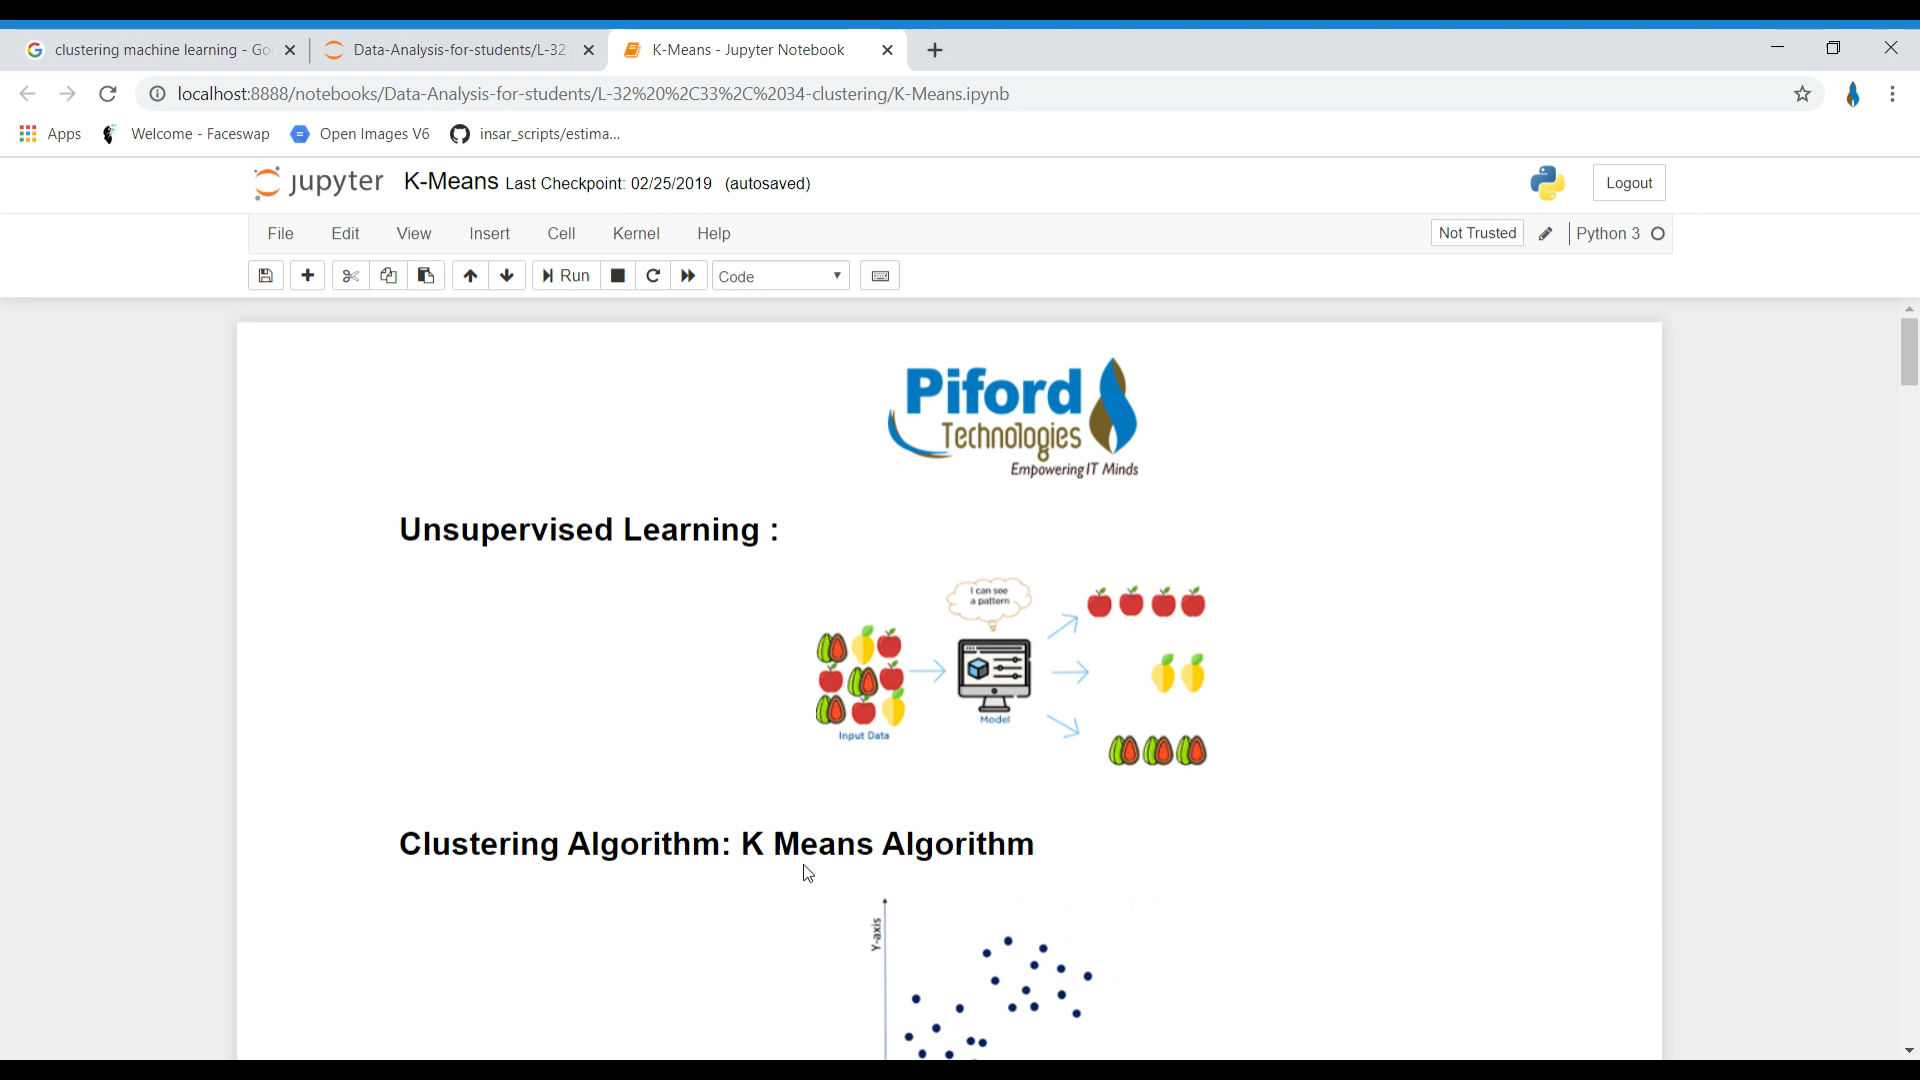 clustering machine learning - Go
Data-Analysis-for-students/L-32
K-Means - Jupyter Notebook
localhost:8888/notebooks/Data-Analysis-for-students/L-32%20%2C33%2C%2034-clustering/K-Means.ipynb
Apps
Welcome - Faceswap
Open Images V6
insar_scripts/estima...
jupyter
K-Means Last Checkpoint: 02/25/2019 (autosaved)
Logout
File Edit View Insert Cell Kernel Help
Not Trusted
Python 3
Run
Code
Piford
Technologies
Empowering IT Minds
Unsupervised Learning :
I can see
a pattern
Model
Input Data
Clustering Algorithm: K Means Algorithm
Y-axis